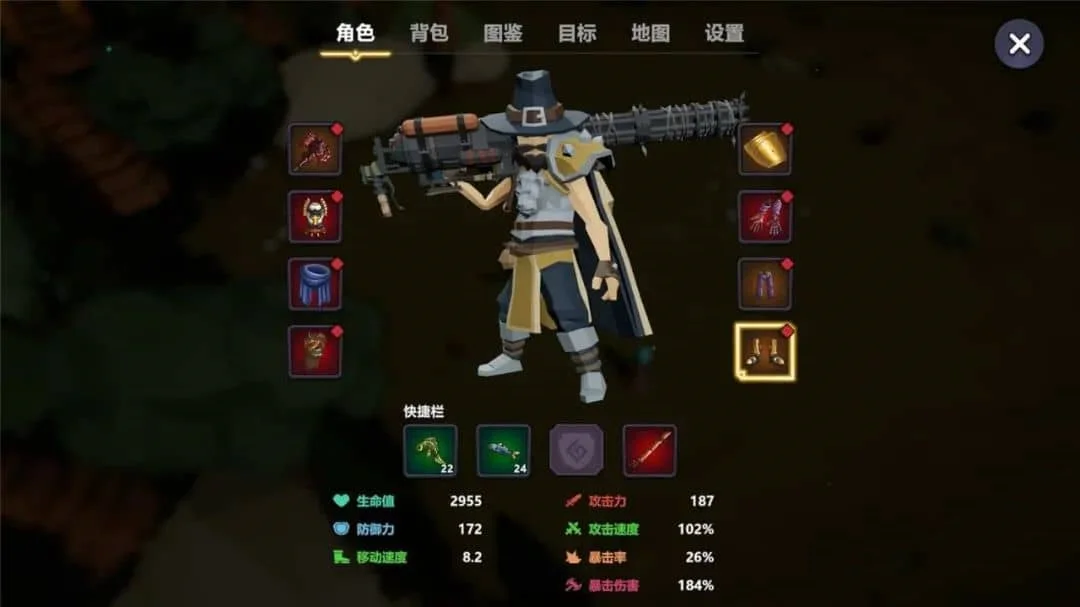 角色 背包 图鉴 目标 地图 设置
快捷栏
22 24
生命值 2955 攻击力 187
防御力 172 攻击速度 102%
移动速度 8.2 暴击率 26%
暴击伤害 184%